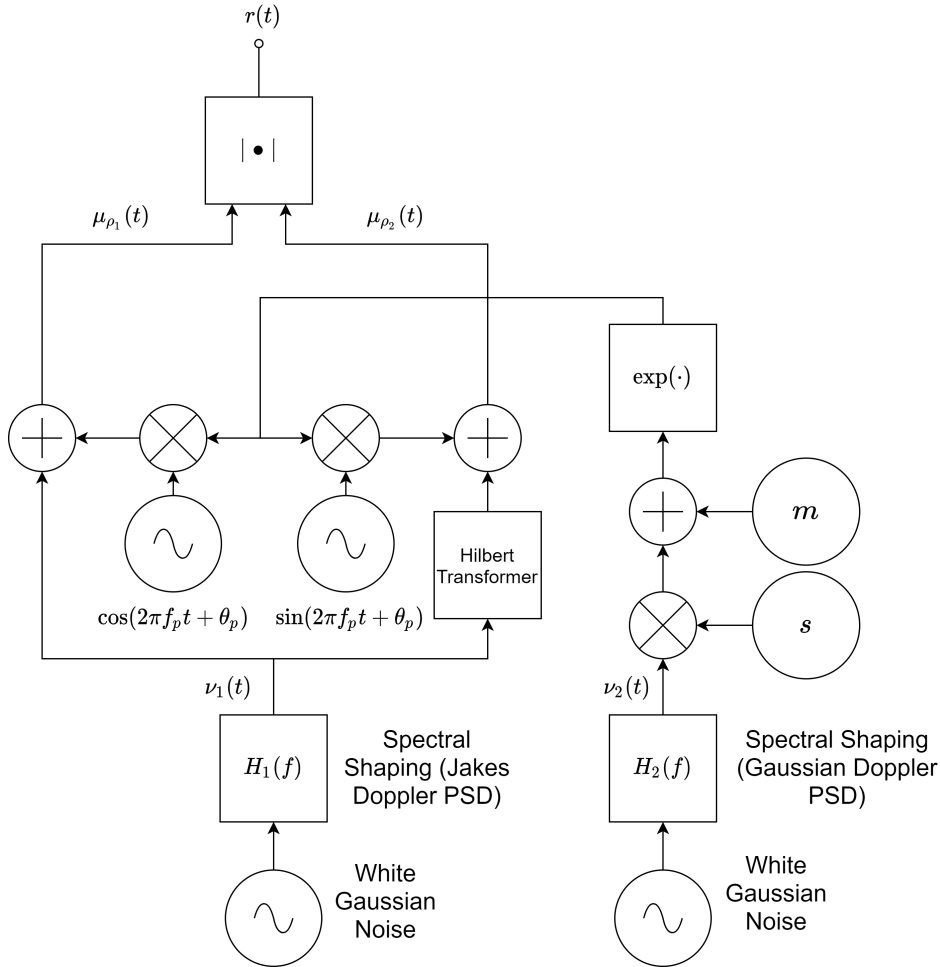 r(t)
| • |
μ_{ρ_1}(t)
μ_{ρ_2}(t)
exp(·)
m
Hilbert
Transformer
cos(2πf_p t + θ_p)
sin(2πf_p t + θ_p)
s
ν_1(t)
ν_2(t)
H_1(f)
Spectral
Shaping (Jakes
Doppler PSD)
H_2(f)
Spectral Shaping
(Gaussian Doppler
PSD)
White
Gaussian
Noise
White
Gaussian
Noise